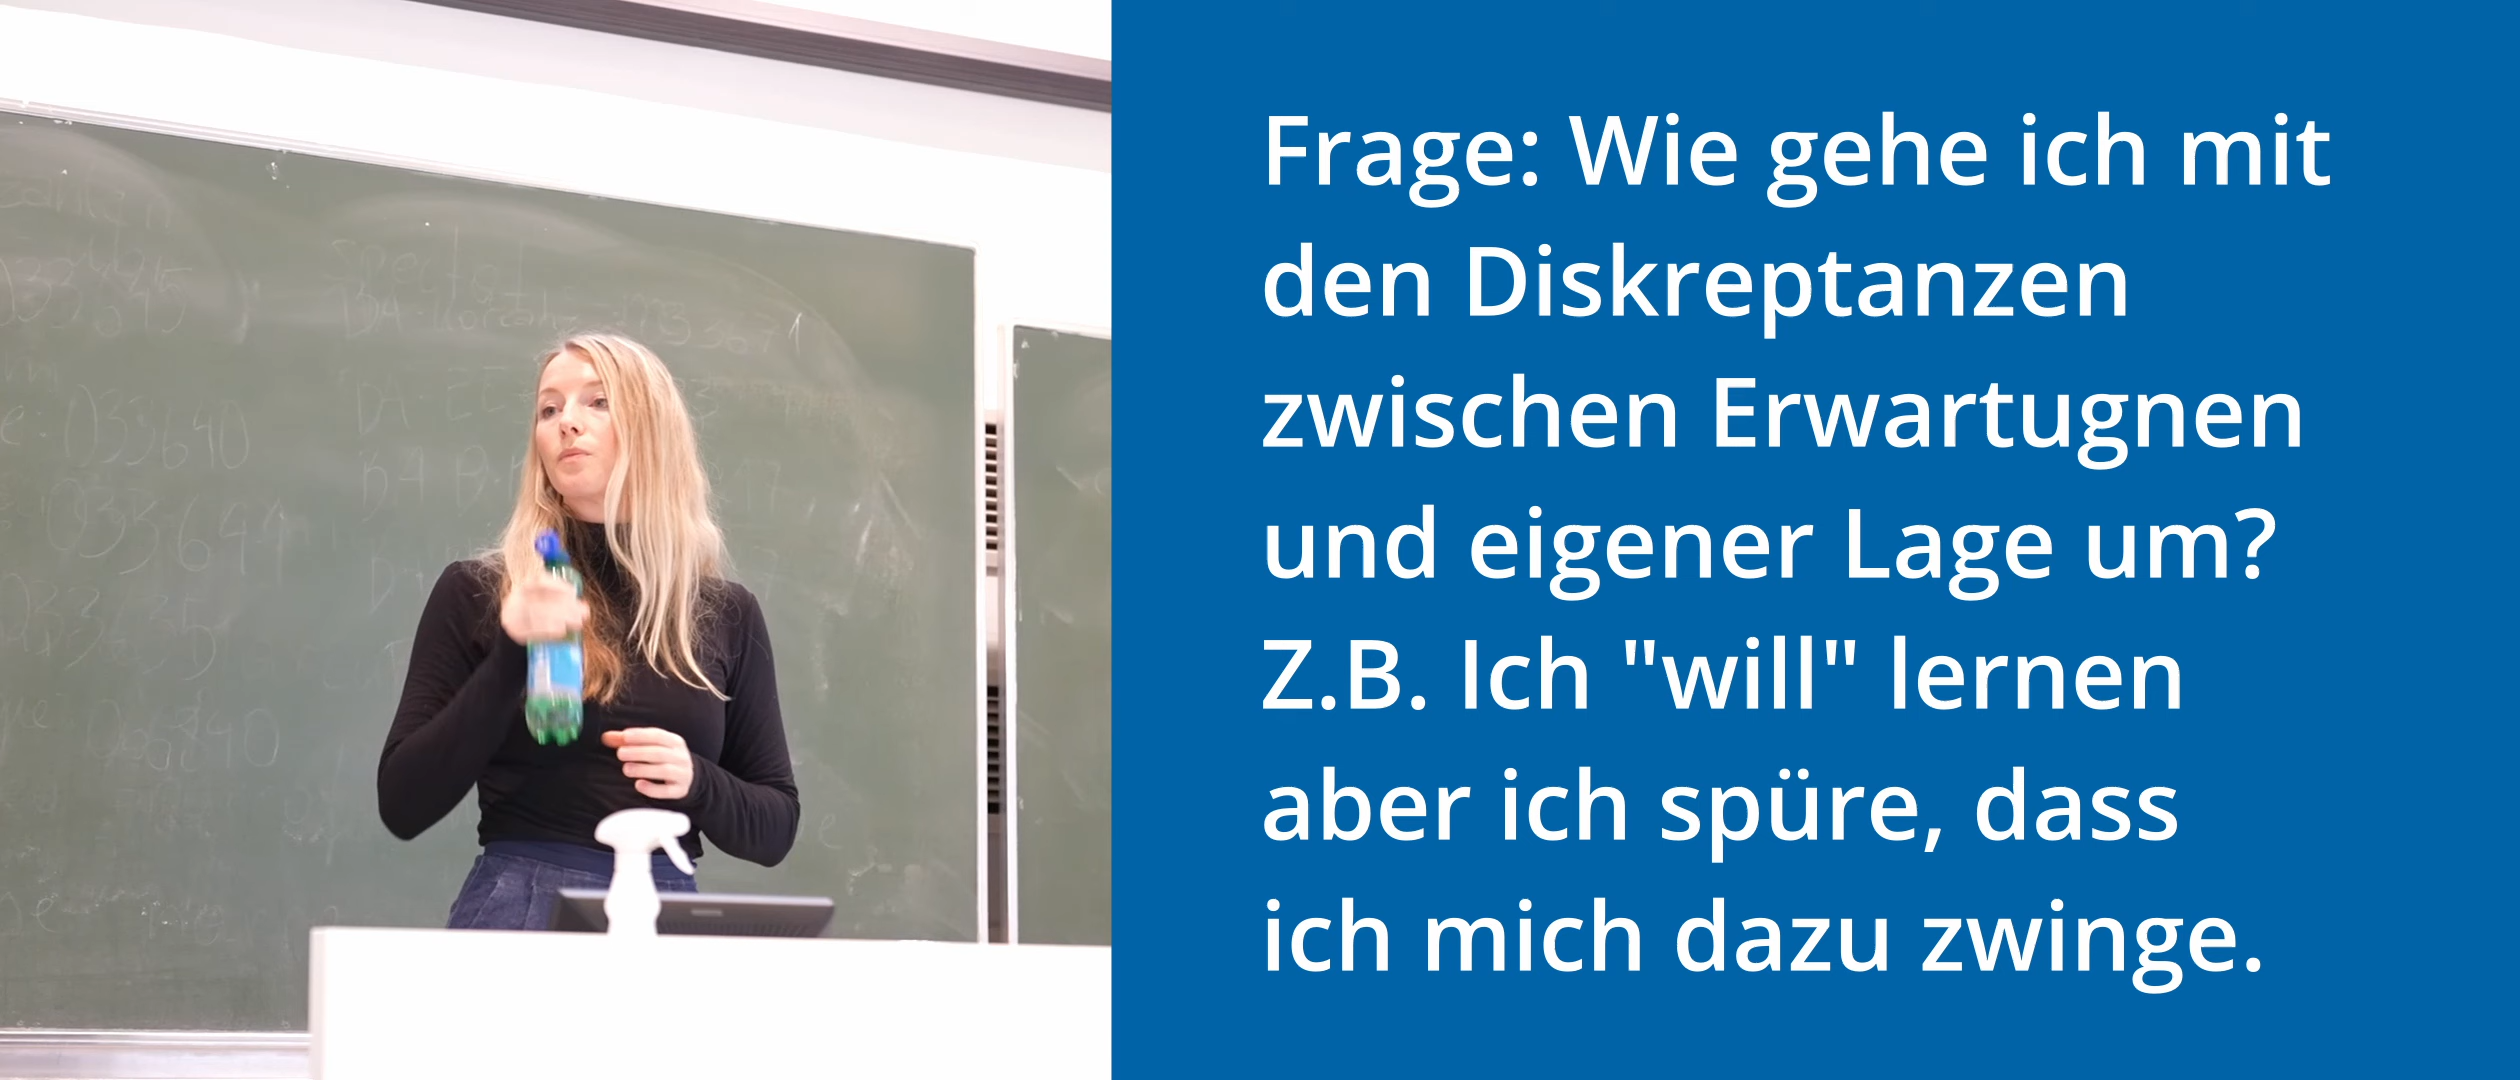 Frage: Wie gehe ich mit
den Diskreptanzen
zwischen Erwartugnen
und eigener Lage um?
Z.B. Ich "will" lernen
aber ich spüre, dass
ich mich dazu zwinge.
033640